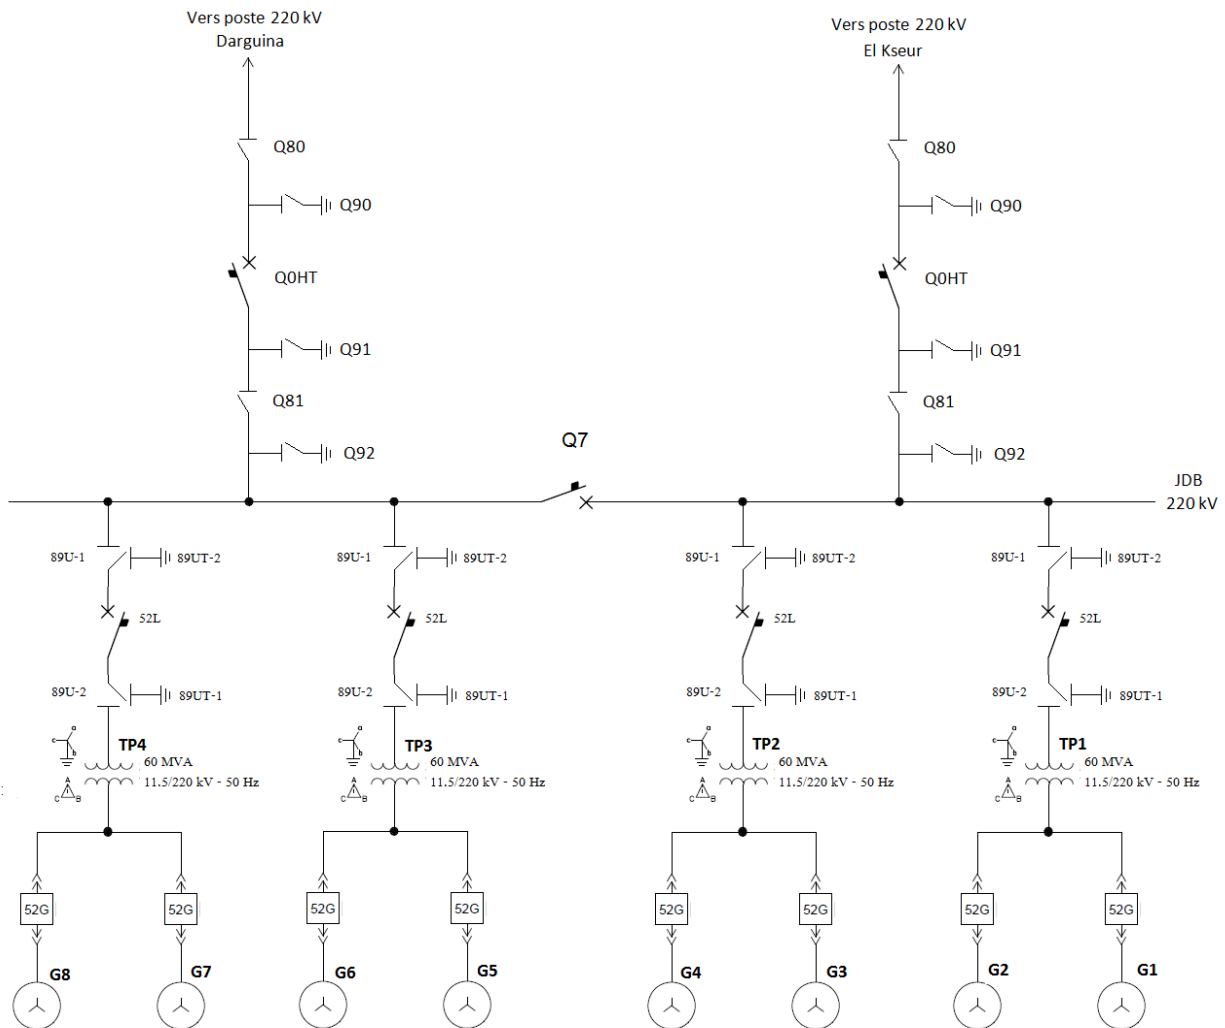 Vers poste 220 kV
Darguina
Vers poste 220 kV
El Kseur
Q80
Q80
Q90
Q90
Q0HT
Q0HT
Q91
Q91
Q81
Q81
Q7
Q92
Q92
JDB
220 kV
89U-1
89UT-2
89U-1
89UT-2
89U-1
89UT-2
89U-1
89UT-2
52L
52L
52L
52L
89U-2
89UT-1
89U-2
89UT-1
89U-2
89UT-1
89U-2
89UT-1
a
c
b
TP4
60 MVA
A
C
B
11.5/220 kV - 50 Hz
a
c
b
TP3
60 MVA
A
C
B
11.5/220 kV - 50 Hz
a
c
b
TP2
60 MVA
A
C
B
11.5/220 kV - 50 Hz
a
c
b
TP1
60 MVA
A
C
B
11.5/220 kV - 50 Hz
52G
52G
52G
52G
52G
52G
52G
52G
G8
G7
G6
G5
G4
G3
G2
G1